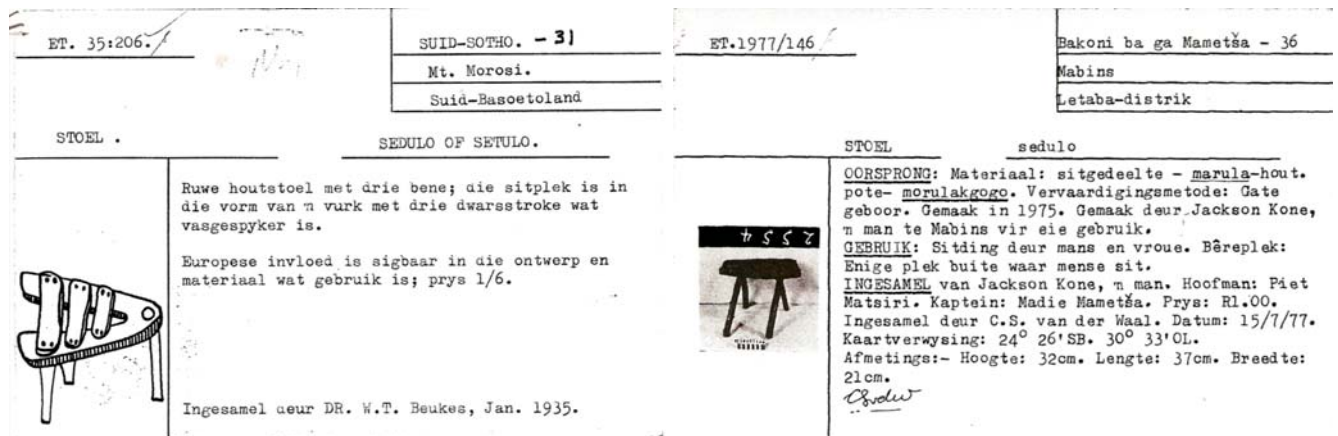 ET. 35:206.
SUID-SOTHO. - 31
Mt. Morosi.
Suid-Basoetoland
STOEL .
SEDULO OF SETULO.
Ruwe houtstoel met drie bene; die sitplek is in
die vorm van 'n vurk met drie dwarsstroke wat
vasgespyker is.
Europese invloed is sigbaar in die ontwerp en
materiaal wat gebruik is; prys 1/6.
Ingesamel deur DR. W.T. Beukes, Jan. 1935.
ET.1977/146
Bakoni ba ga Mametša - 36
Mabins
Letaba-distrik
STOEL sedulo
OORSPRONG: Materiaal: sitgedeelte - marula-hout.
pote- morulakgogo. Vervaardigingsmetode: Gate
geboor. Gemaak in 1975. Gemaak deur Jackson Kone,
'n man te Mabins vir eie gebruik.
GEBRUIK: Sitding deur mans en vroue. Bêreplek:
Enige plek buite waar mense sit.
INGESAMEL van Jackson Kone, 'n man. Hoofman: Piet
Matsiri. Kaptein: Madie Mametša. Prys: R1.00.
Ingesamel deur C.S. van der Waal. Datum: 15/7/77.
Kaartverwysing: 24° 26'SB. 30° 33'OL.
Afmetings:- Hoogte: 32cm. Lengte: 37cm. Breedte:
21cm.
2554